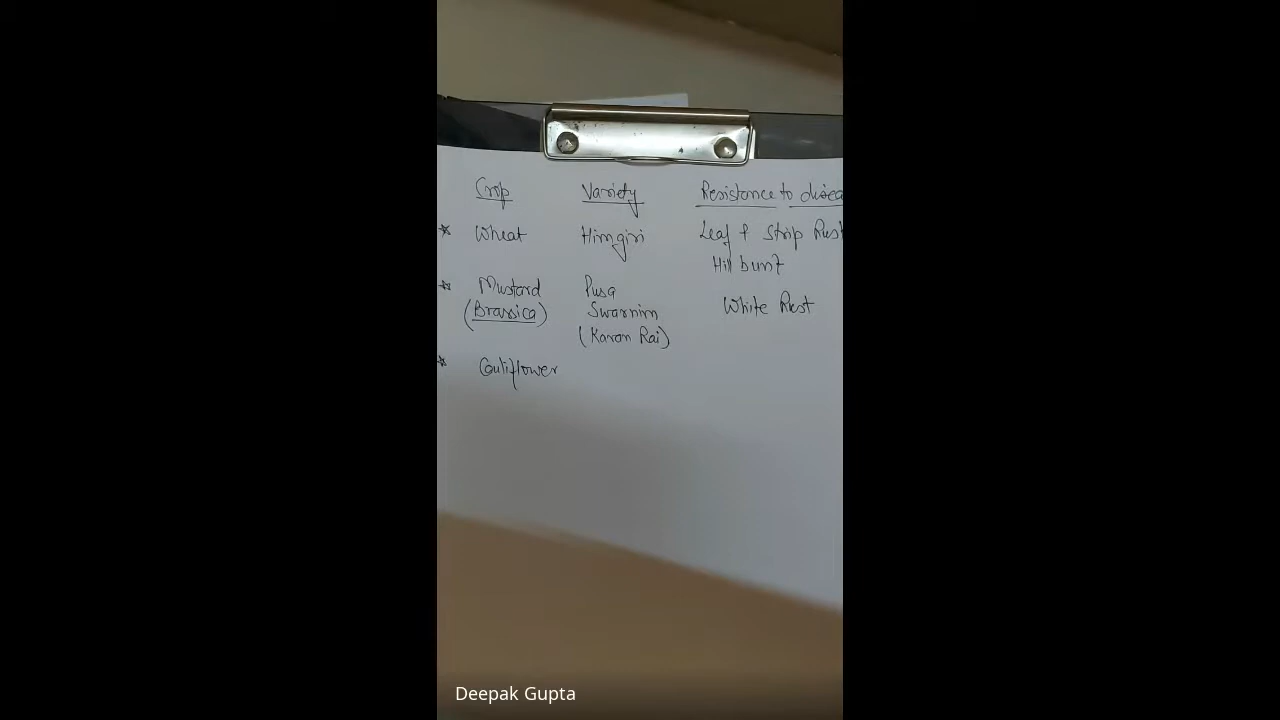 Crop Variety Resistance to disea
☆ Wheat Himgiri Leaf & Strip Rust
Hill bunt
☆ Mustard Pusa
(Brassica) Swarnim White Rust
(Karan Rai)
☆ Cauliflower
Deepak Gupta